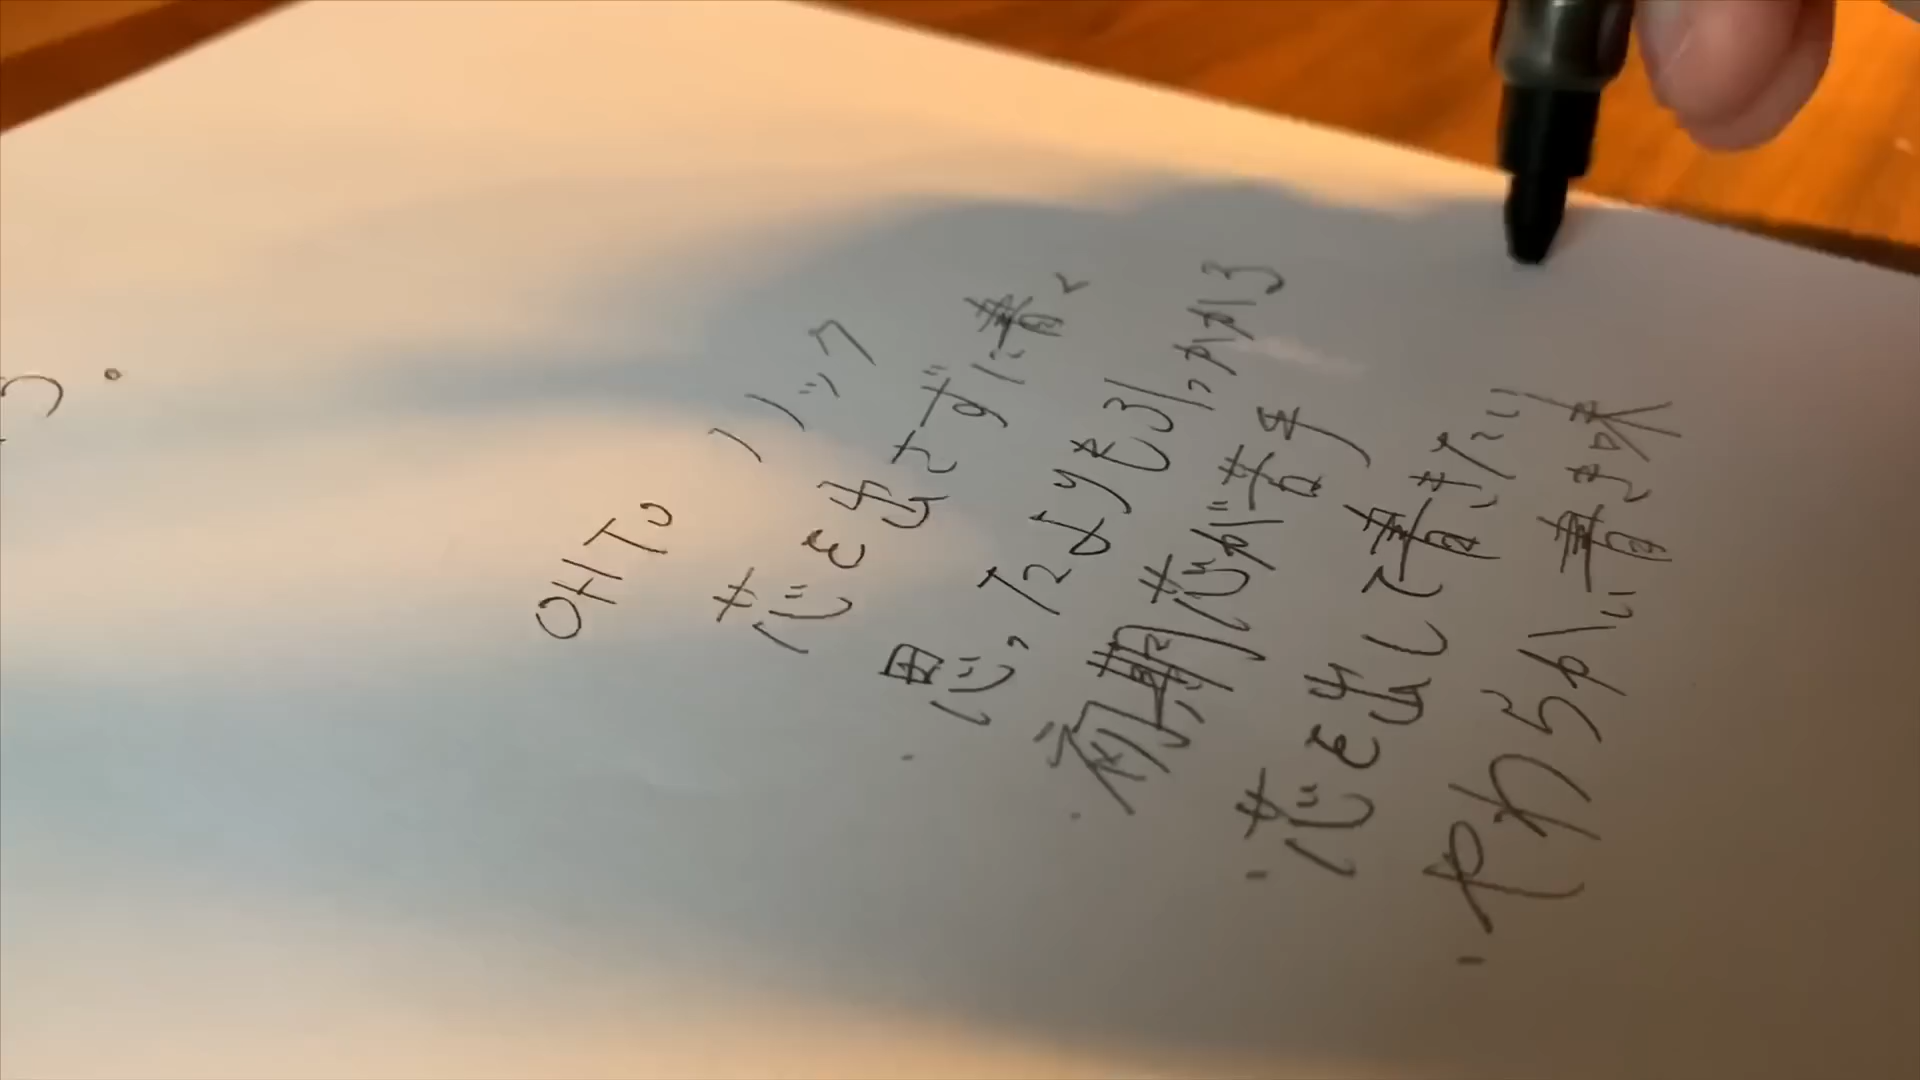 OHTO ノック
芯を出さずに書く
・思ったよりも引っかかる
・初期芯が苦手
・芯を出して書きたい
・やわらかい書き味